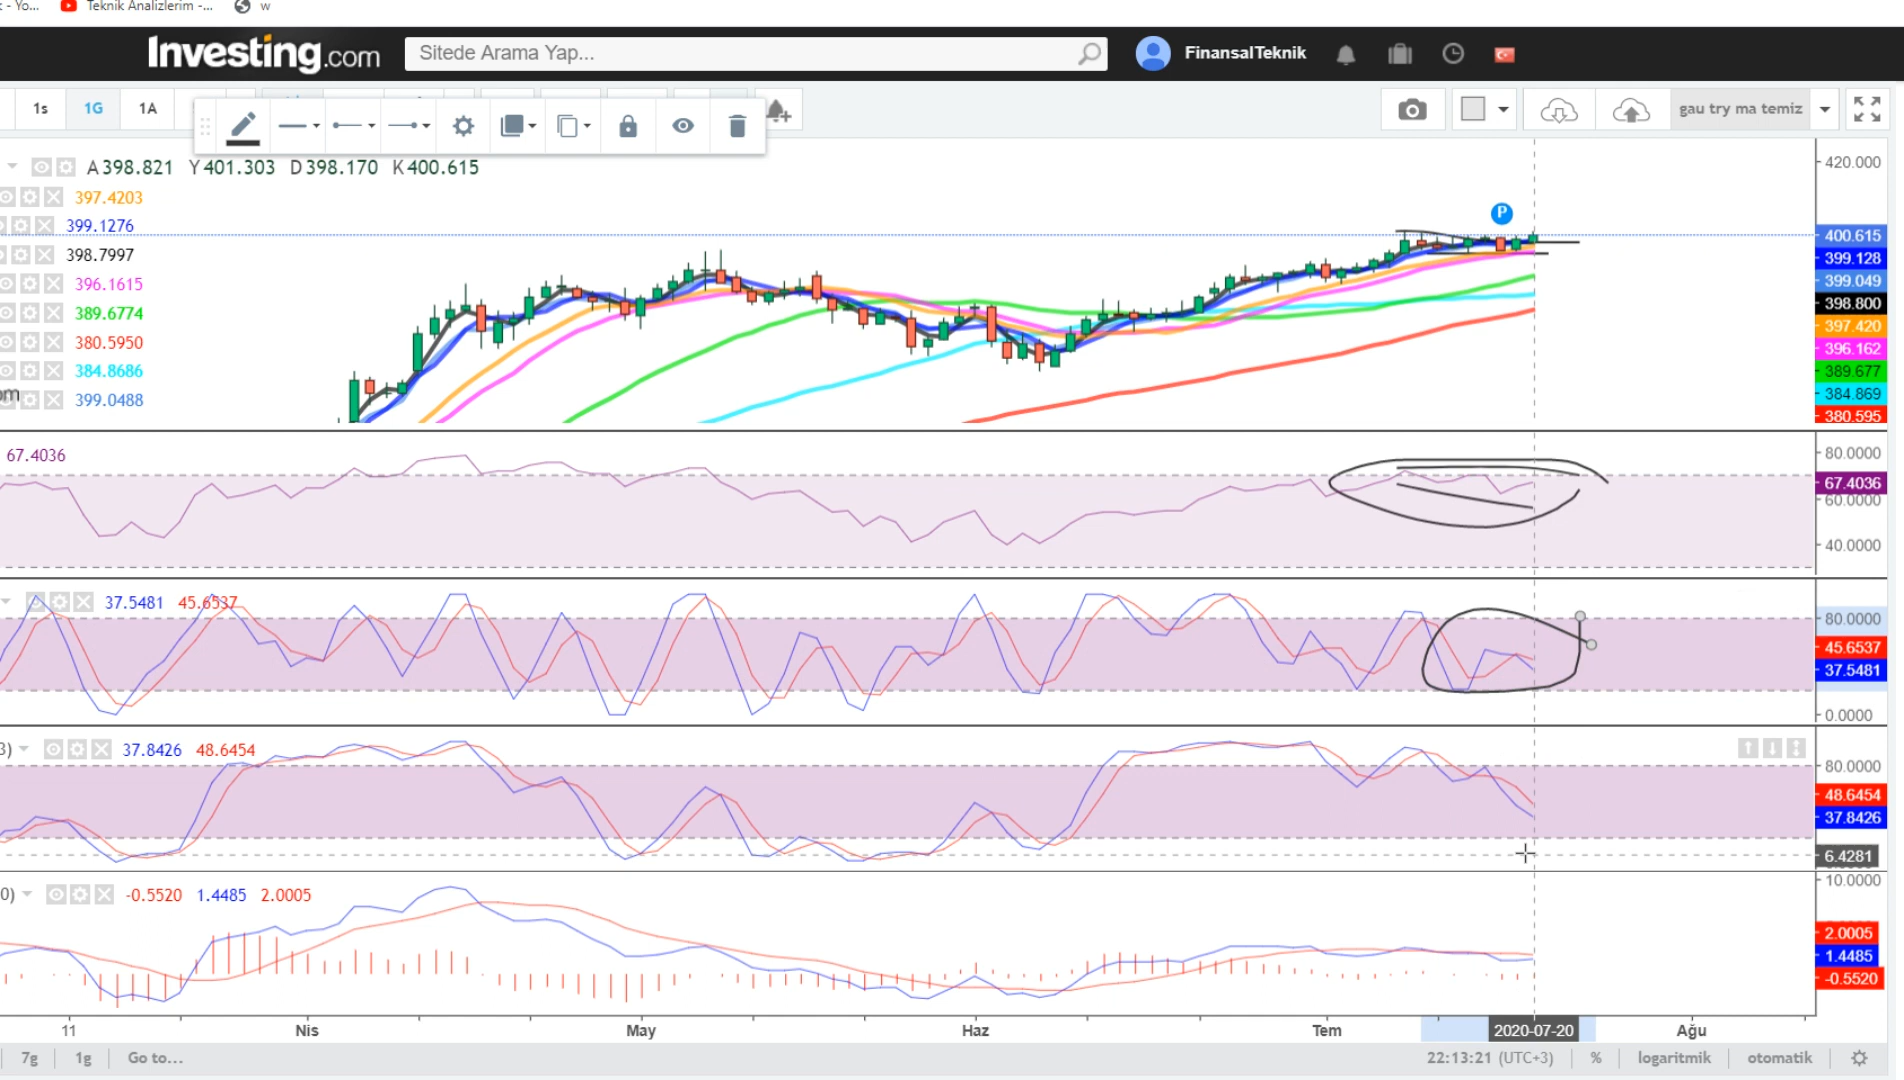 - Yo...
Teknik Analizlerim -...
w
Investing.com
Sitede Arama Yap...
FinansalTeknik
1s
1G
1A
gau try ma temiz
A 398.821 Y 401.303 D 398.170 K 400.615
397.4203
399.1276
398.7997
396.1615
389.6774
380.5950
384.8686
om
399.0488
P
420.000
400.615
399.128
399.049
398.800
397.420
396.162
389.677
384.869
380.595
67.4036
80.0000
67.4036
60.0000
40.0000
37.5481 45.6537
80.0000
45.6537
37.5481
0.0000
3) 37.8426 48.6454
80.0000
48.6454
37.8426
6.4281
0) -0.5520 1.4485 2.0005
10.0000
2.0005
1.4485
-0.5520
11 Nis May Haz Tem 2020-07-20 Ağu
7g 1g Go to... 22:13:21 (UTC+3) % logaritmik otomatik